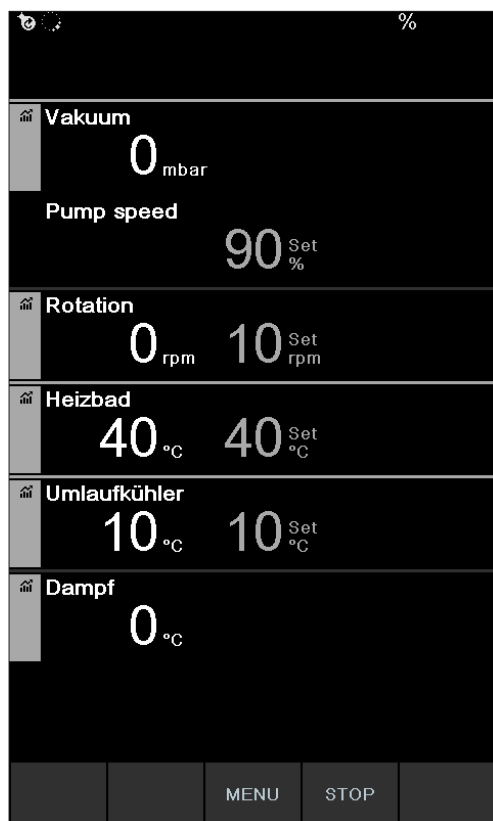 %
Vakuum
0 mbar
Pump speed
90 Set %
Rotation
0 rpm 10 Set rpm
Heizbad
40 °C 40 Set °C
Umlaufkühler
10 °C 10 Set °C
Dampf
0 °C
MENU STOP